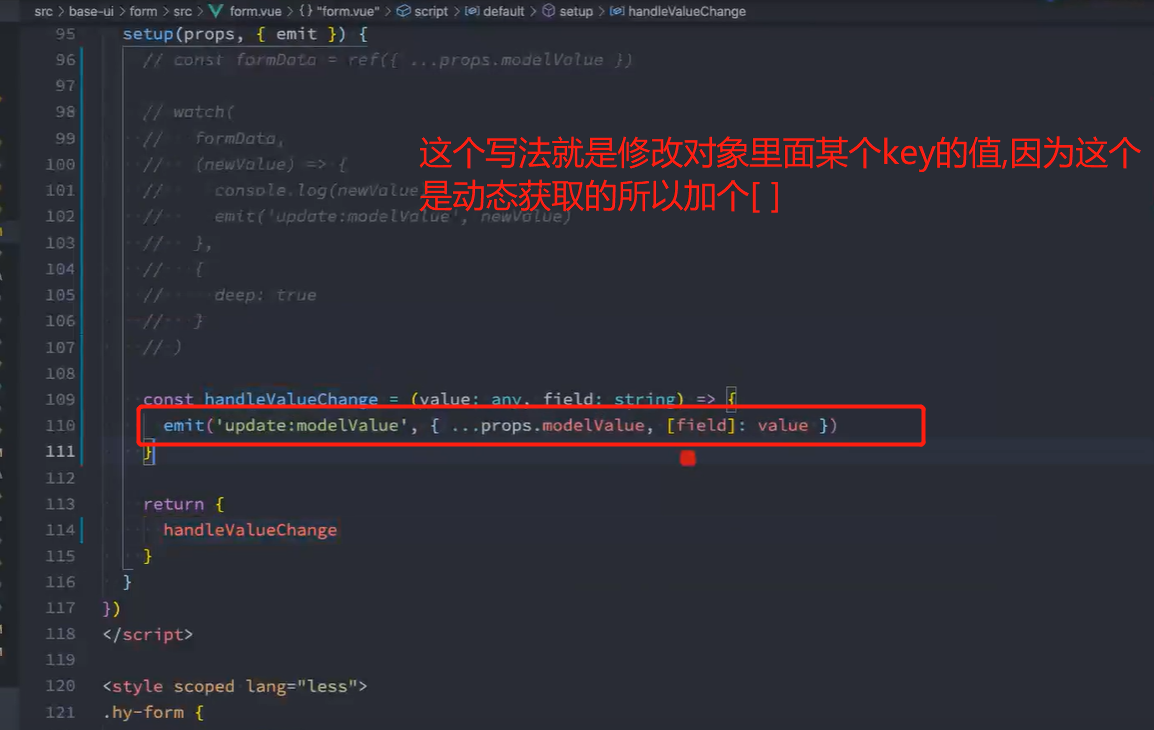 src > base-ui > form > src > form.vue > {} "form.vue" > script > default > setup > handleValueChange
95 setup(props, { emit }) {
96 // const formData = ref({ ...props.modelValue })
97
98 // watch(
99 // formData,
100 // (newValue) => {
101 // console.log(newValue
102 // emit('update:modelValue', newValue)
103 // },
104 // {
105 // deep: true
106 // }
107 // )
108
109 const handleValueChange = (value: any, field: string) => {
110 emit('update:modelValue', { ...props.modelValue, [field]: value })
111 }
112
113 return {
114 handleValueChange
115 }
116 }
117 })
118 </script>
119
120 <style scoped lang="less">
121 .hy-form {
这个写法就是修改对象里面某个key的值,因为这个
是动态获取的所以加个[ ]